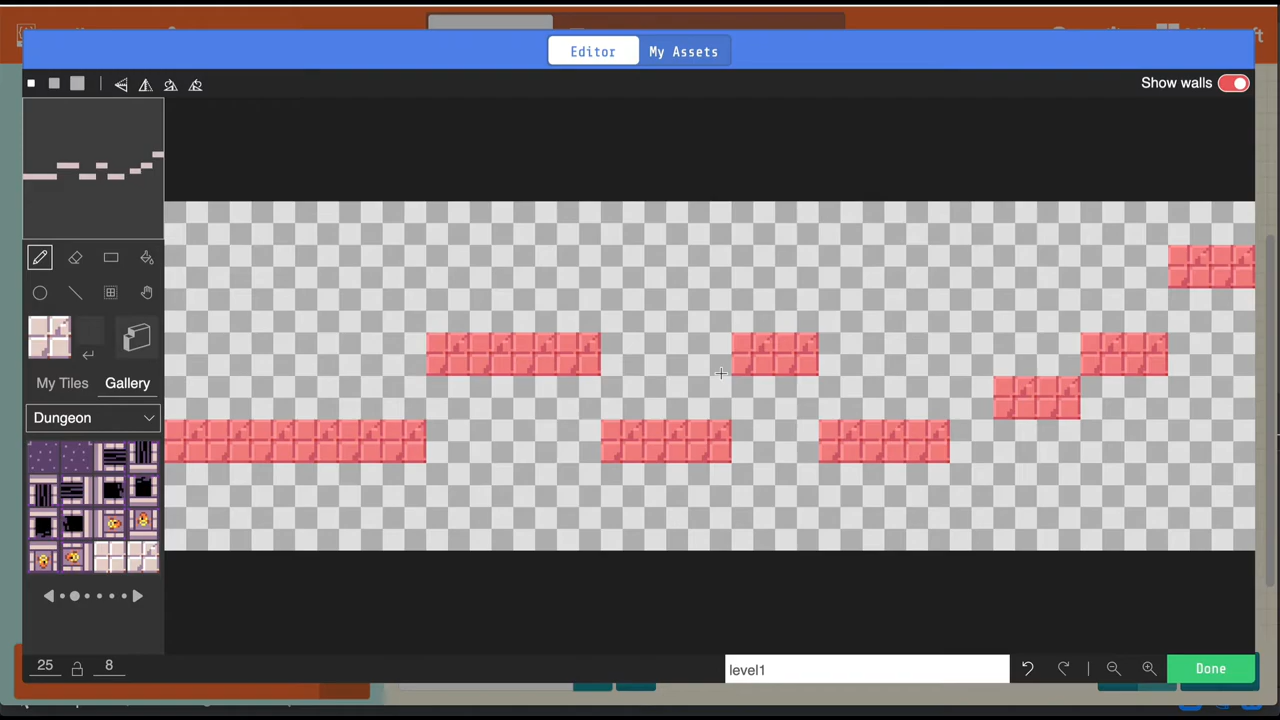 Editor
My Assets
Show walls
My Tiles
Gallery
Dungeon
25
8
level1
Done